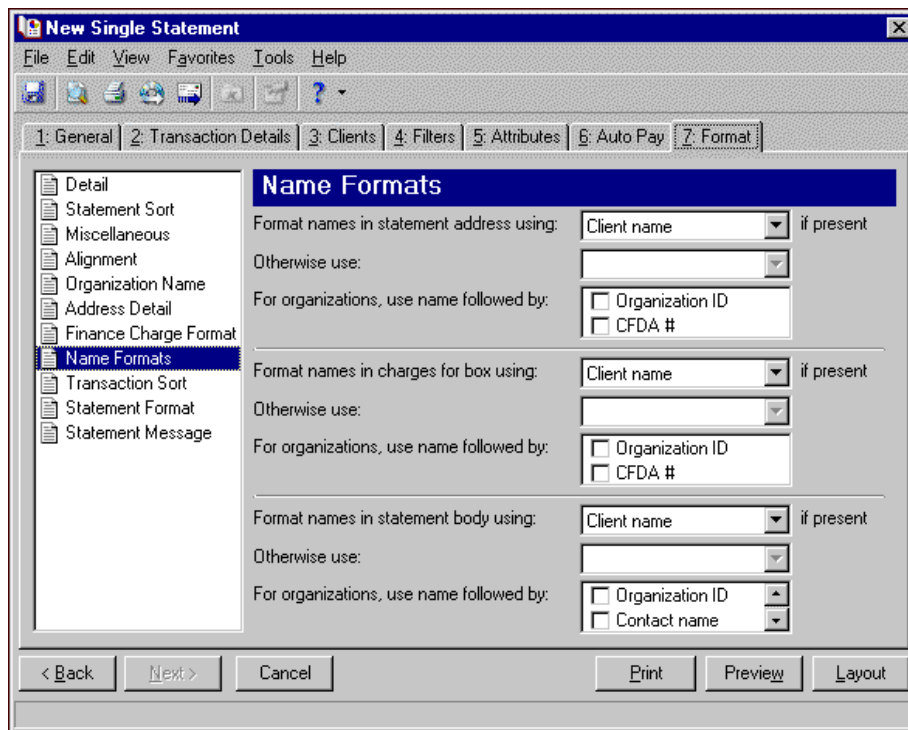 New Single Statement
File Edit View Favorites Tools Help
?
1: General 2: Transaction Details 3: Clients 4: Filters 5: Attributes 6: Auto Pay 7: Format
Detail
Statement Sort
Miscellaneous
Alignment
Organization Name
Address Detail
Finance Charge Format
Name Formats
Transaction Sort
Statement Format
Statement Message
Name Formats
Format names in statement address using: Client name if present
Otherwise use:
For organizations, use name followed by: Organization ID
CFDA #
Format names in charges for box using: Client name if present
Otherwise use:
For organizations, use name followed by: Organization ID
CFDA #
Format names in statement body using: Client name if present
Otherwise use:
For organizations, use name followed by: Organization ID
Contact name
< Back Next > Cancel Print Preview Layout